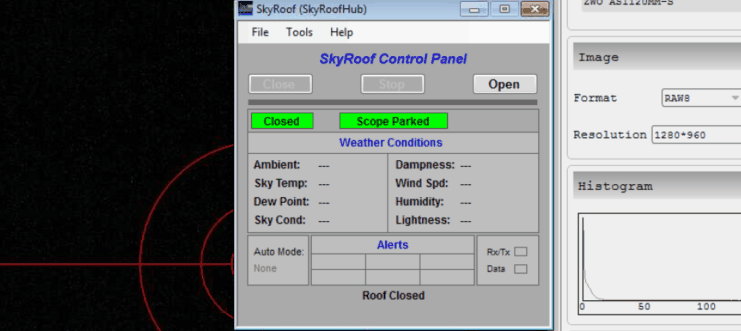 SkyRoof (SkyRoofHub)
File Tools Help
SkyRoof Control Panel
Close Stop Open
Closed Scope Parked
Weather Conditions
Ambient: --- Dampness: ---
Sky Temp: --- Wind Spd: ---
Dew Point: --- Humidity: ---
Sky Cond: --- Lightness: ---
Auto Mode: Alerts Rx/Tx
None Data
Roof Closed
ZWO ASI120MM-S
Image
Format RAW8
Resolution 1280*960
Histogram
0 50 100